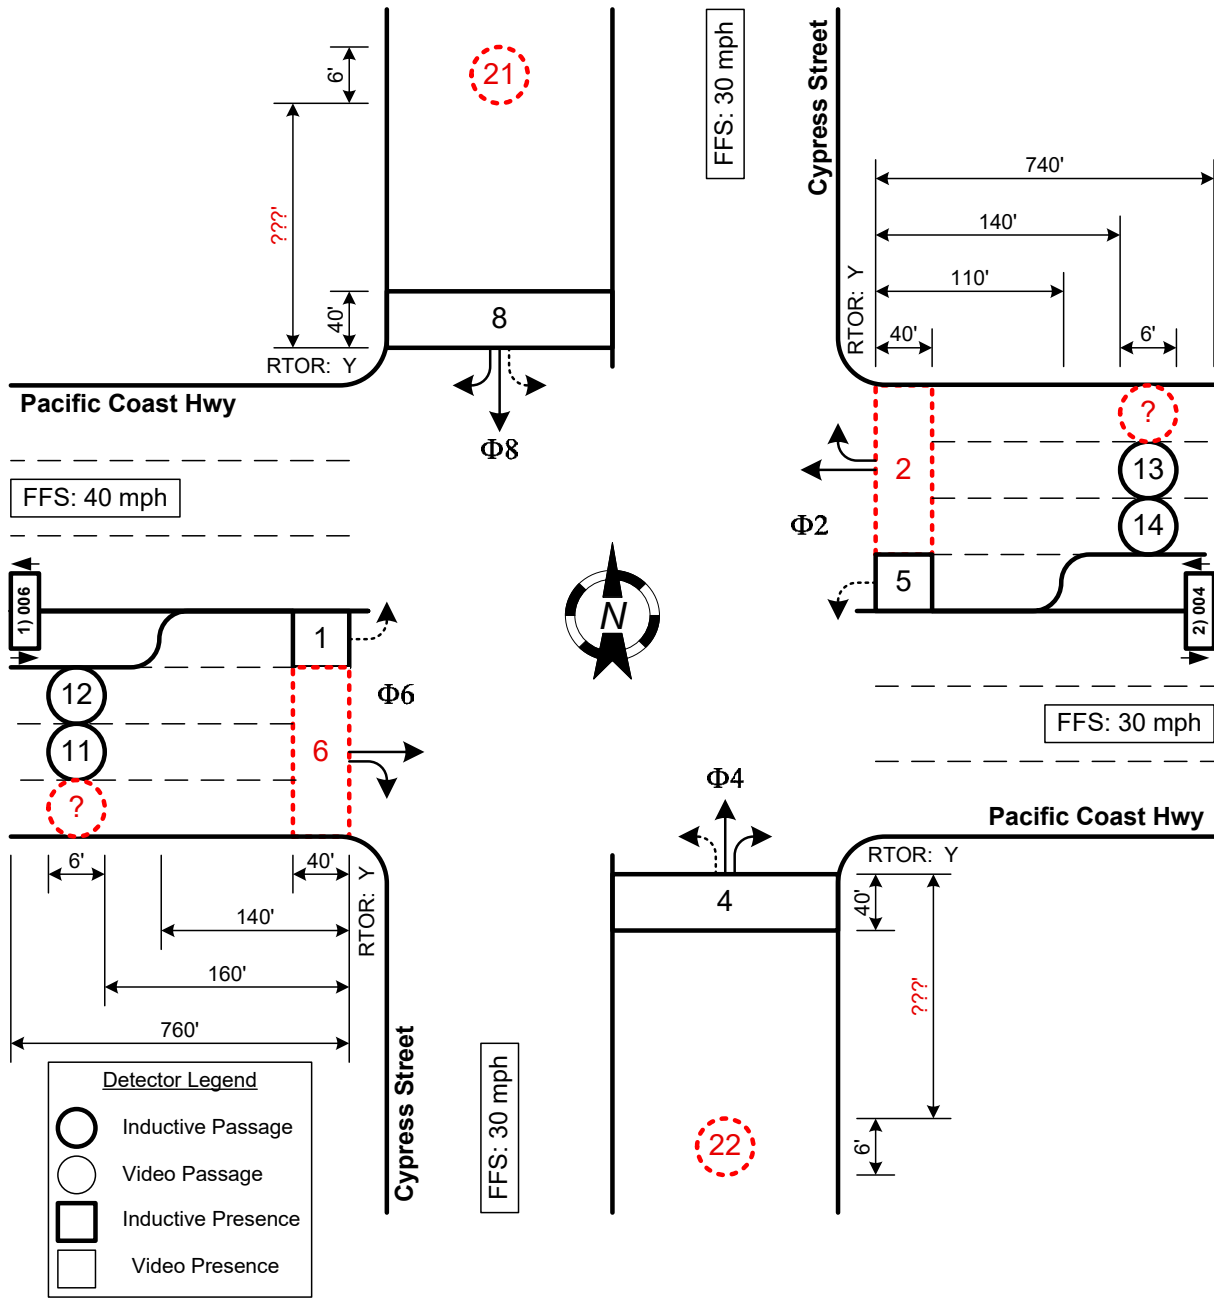 21
6'
???'
40'
8
RTOR: Y
Φ8
FFS: 30 mph
Cypress Street
740'
140'
110'
40'
6'
RTOR: Y
Pacific Coast Hwy
FFS: 40 mph
?
13
14
2
Φ2
5
1) 006
N
2) 004
1
12
Φ6
11
6
?
FFS: 30 mph
Φ4
Pacific Coast Hwy
6'
40'
RTOR: Y
140'
160'
760'
4
RTOR: Y
40'
???'
22
6'
Cypress Street
FFS: 30 mph
Detector Legend
Inductive Passage
Video Passage
Inductive Presence
Video Presence